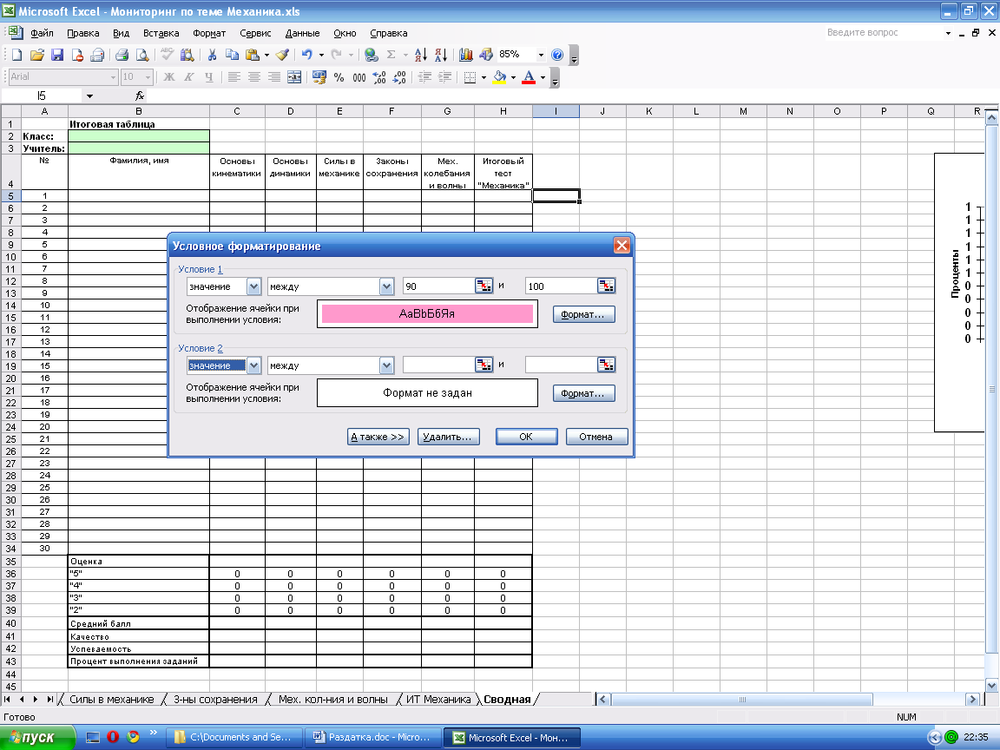 Microsoft Excel - Мониторинг по теме Механика.xls
Файл Правка Вид Вставка Формат Сервис Данные Окно Справка Введите вопрос
85%
Arial 10 Ж К Ч % 000
I5 fx
A B C D E F G H I J K L M N O P Q R
1 Итоговая таблица
2 Класс:
3 Учитель:
4 № Фамилия, имя Основы кинематики Основы динамики Силы в механике Законы сохранения Мех. колебания и волны Итоговый тест "Механика"
5 1
6 2
7 3
8 4
9 5
10 6
11 7
12 8
13 9
14 10
15 11
16 12
17 13
18 14
19 15
20 16
21 17
22 18
23 19
24 20
25 21
26 22
27 23
28 24
29 25
30 26
31 27
32 28
33 29
34 30
35 Оценка
36 "5" 0 0 0 0 0 0
37 "4" 0 0 0 0 0 0
38 "3" 0 0 0 0 0 0
39 "2" 0 0 0 0 0 0
40 Средний балл
41 Качество
42 Успеваемость
43 Процент выполнения заданий
44
45
Проценты
1
1
1
1
1
0
0
0
0
0
0
Условное форматирование
Условие 1
значение между 90 и 100
Отображение ячейки при
выполнении условия:
АаВbБбЯя
Формат...
Условие 2
значение между и
Отображение ячейки при
выполнении условия:
Формат не задан
Формат...
А также >> Удалить... ОК Отмена
Силы в механике З-ны сохранения Мех. кол-ния и волны ИТ Механика Сводная
Готово NUM
пуск C:\Documents and Se... Раздатка.doc - Micro... Microsoft Excel - Мон... 22:35